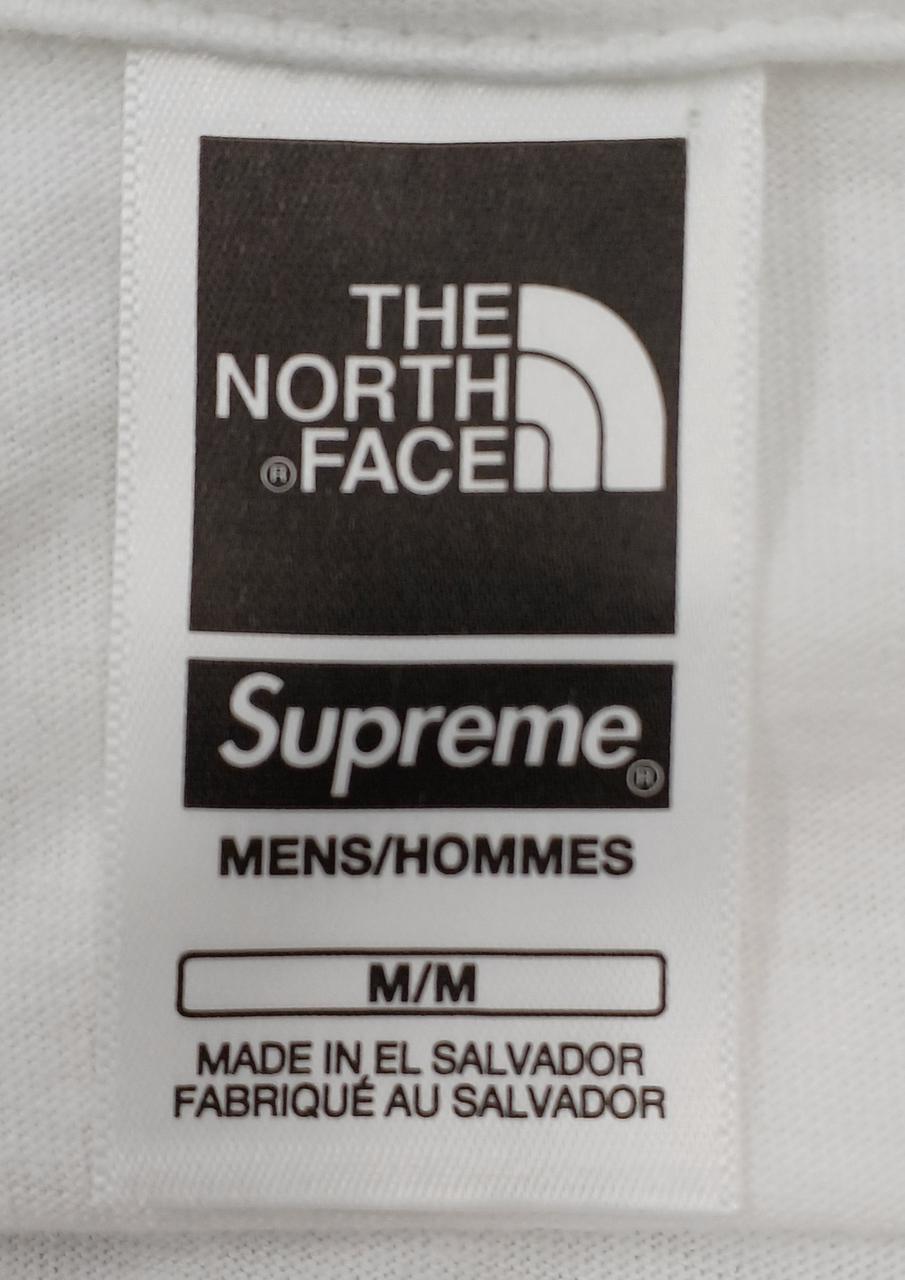 THE
NORTH
®FACE
Supreme®
MENS/HOMMES
M/M
MADE IN EL SALVADOR
FABRIQUÉ AU SALVADOR